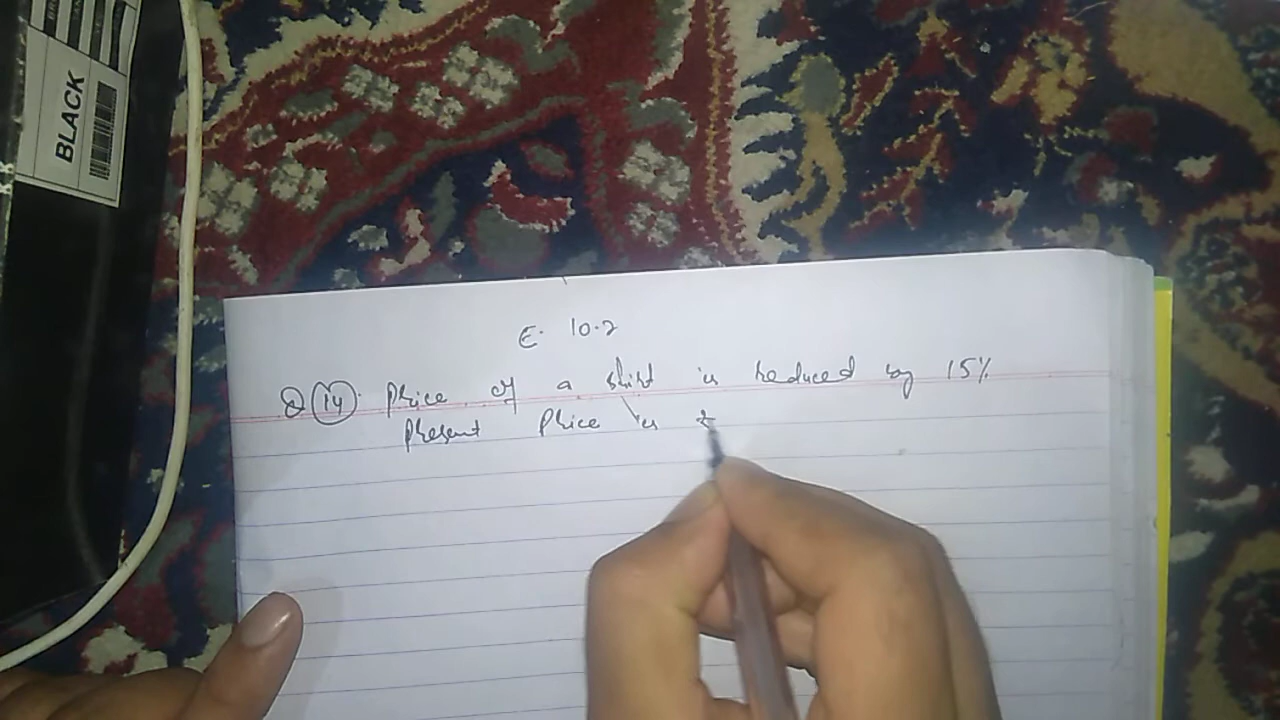 BLACK
E. 10.2
Q 14. Price of a shirt is reduced by 15%
Present Price is ₹